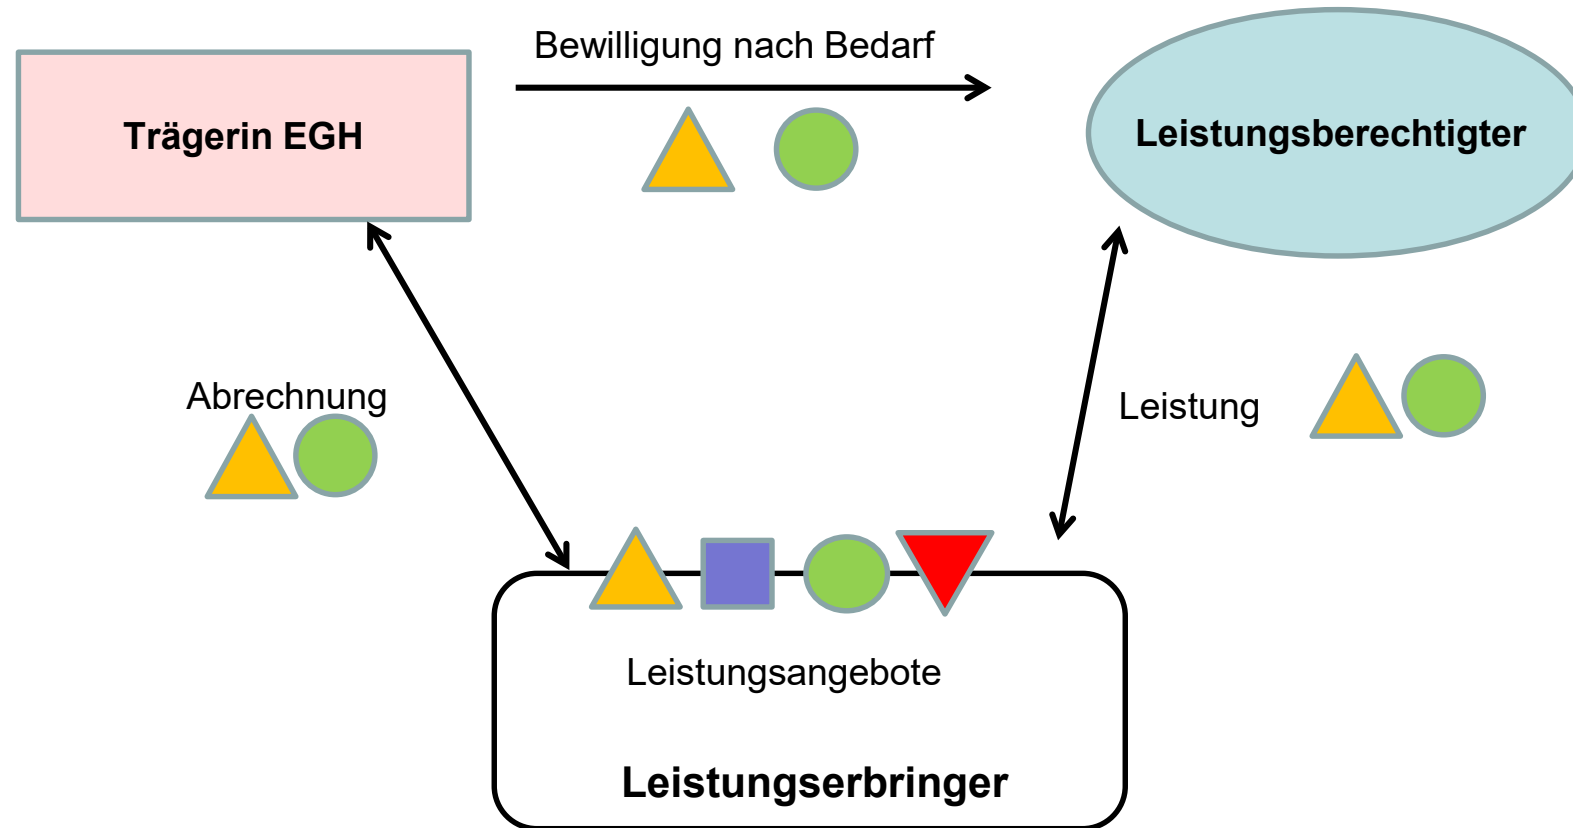 Bewilligung nach Bedarf
Trägerin EGH
Leistungsberechtigter
Abrechnung
Leistung
Leistungsangebote
Leistungserbringer